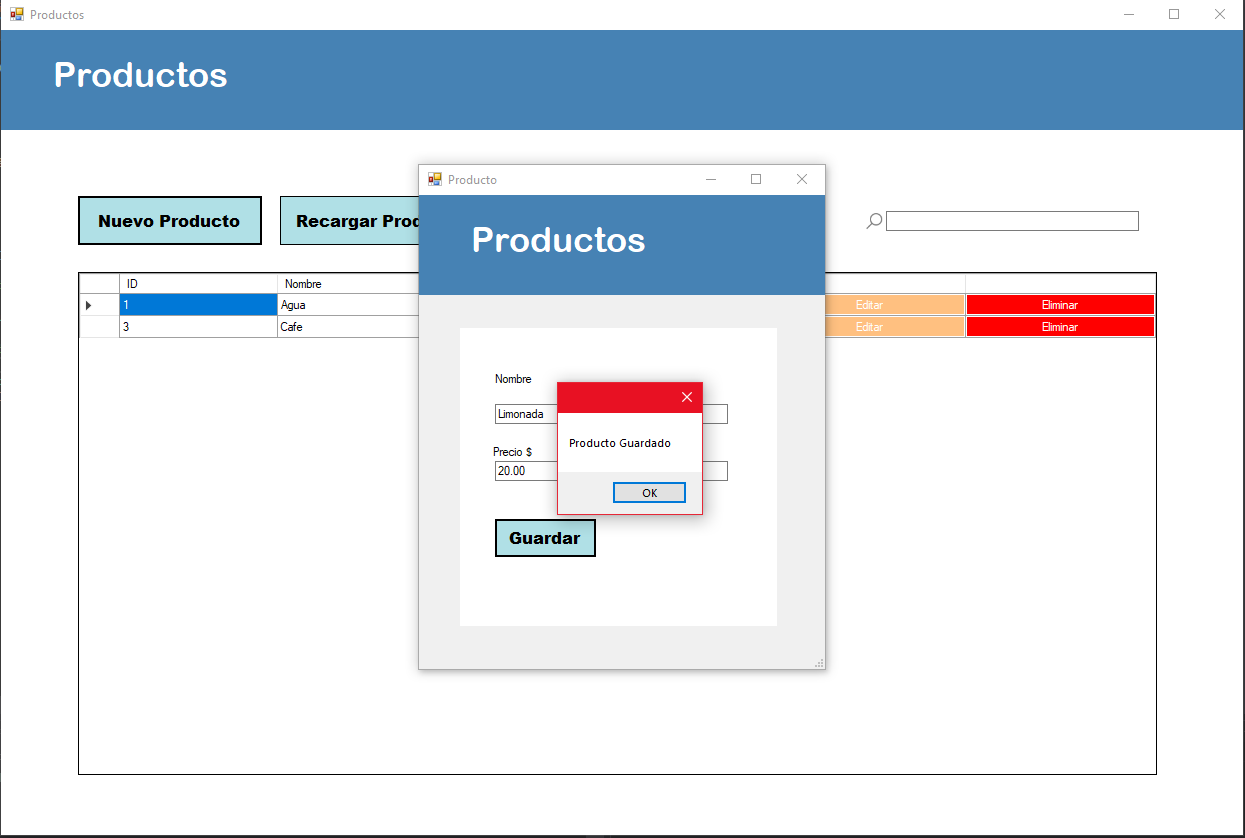 Productos
Productos
Nuevo Producto
Recargar Prod
ID Nombre
1 Agua Editar Eliminar
3 Cafe Editar Eliminar
Producto
Productos
Nombre
Limonada
Precio $
20.00
Guardar
Producto Guardado
OK